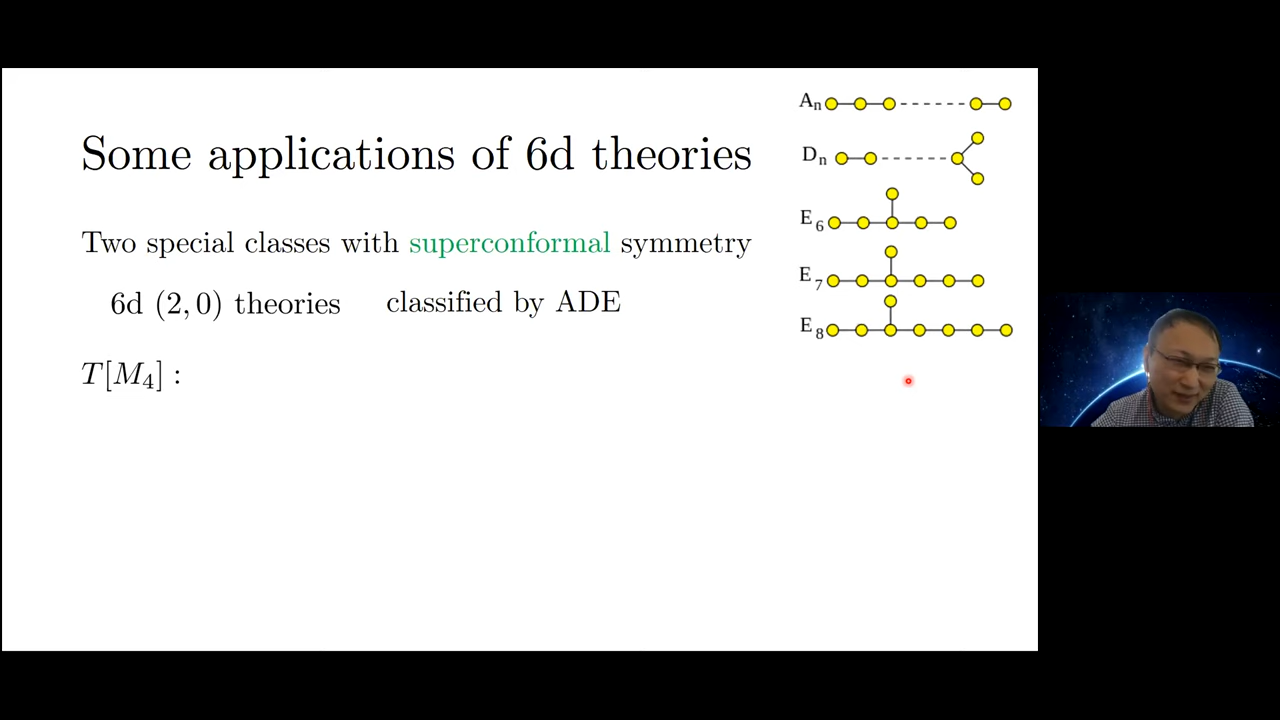 Some applications of 6d theories
Two special classes with superconformal symmetry
6d (2, 0) theories classified by ADE
T[M₄] :
Aₙ
Dₙ
E₆
E₇
E₈